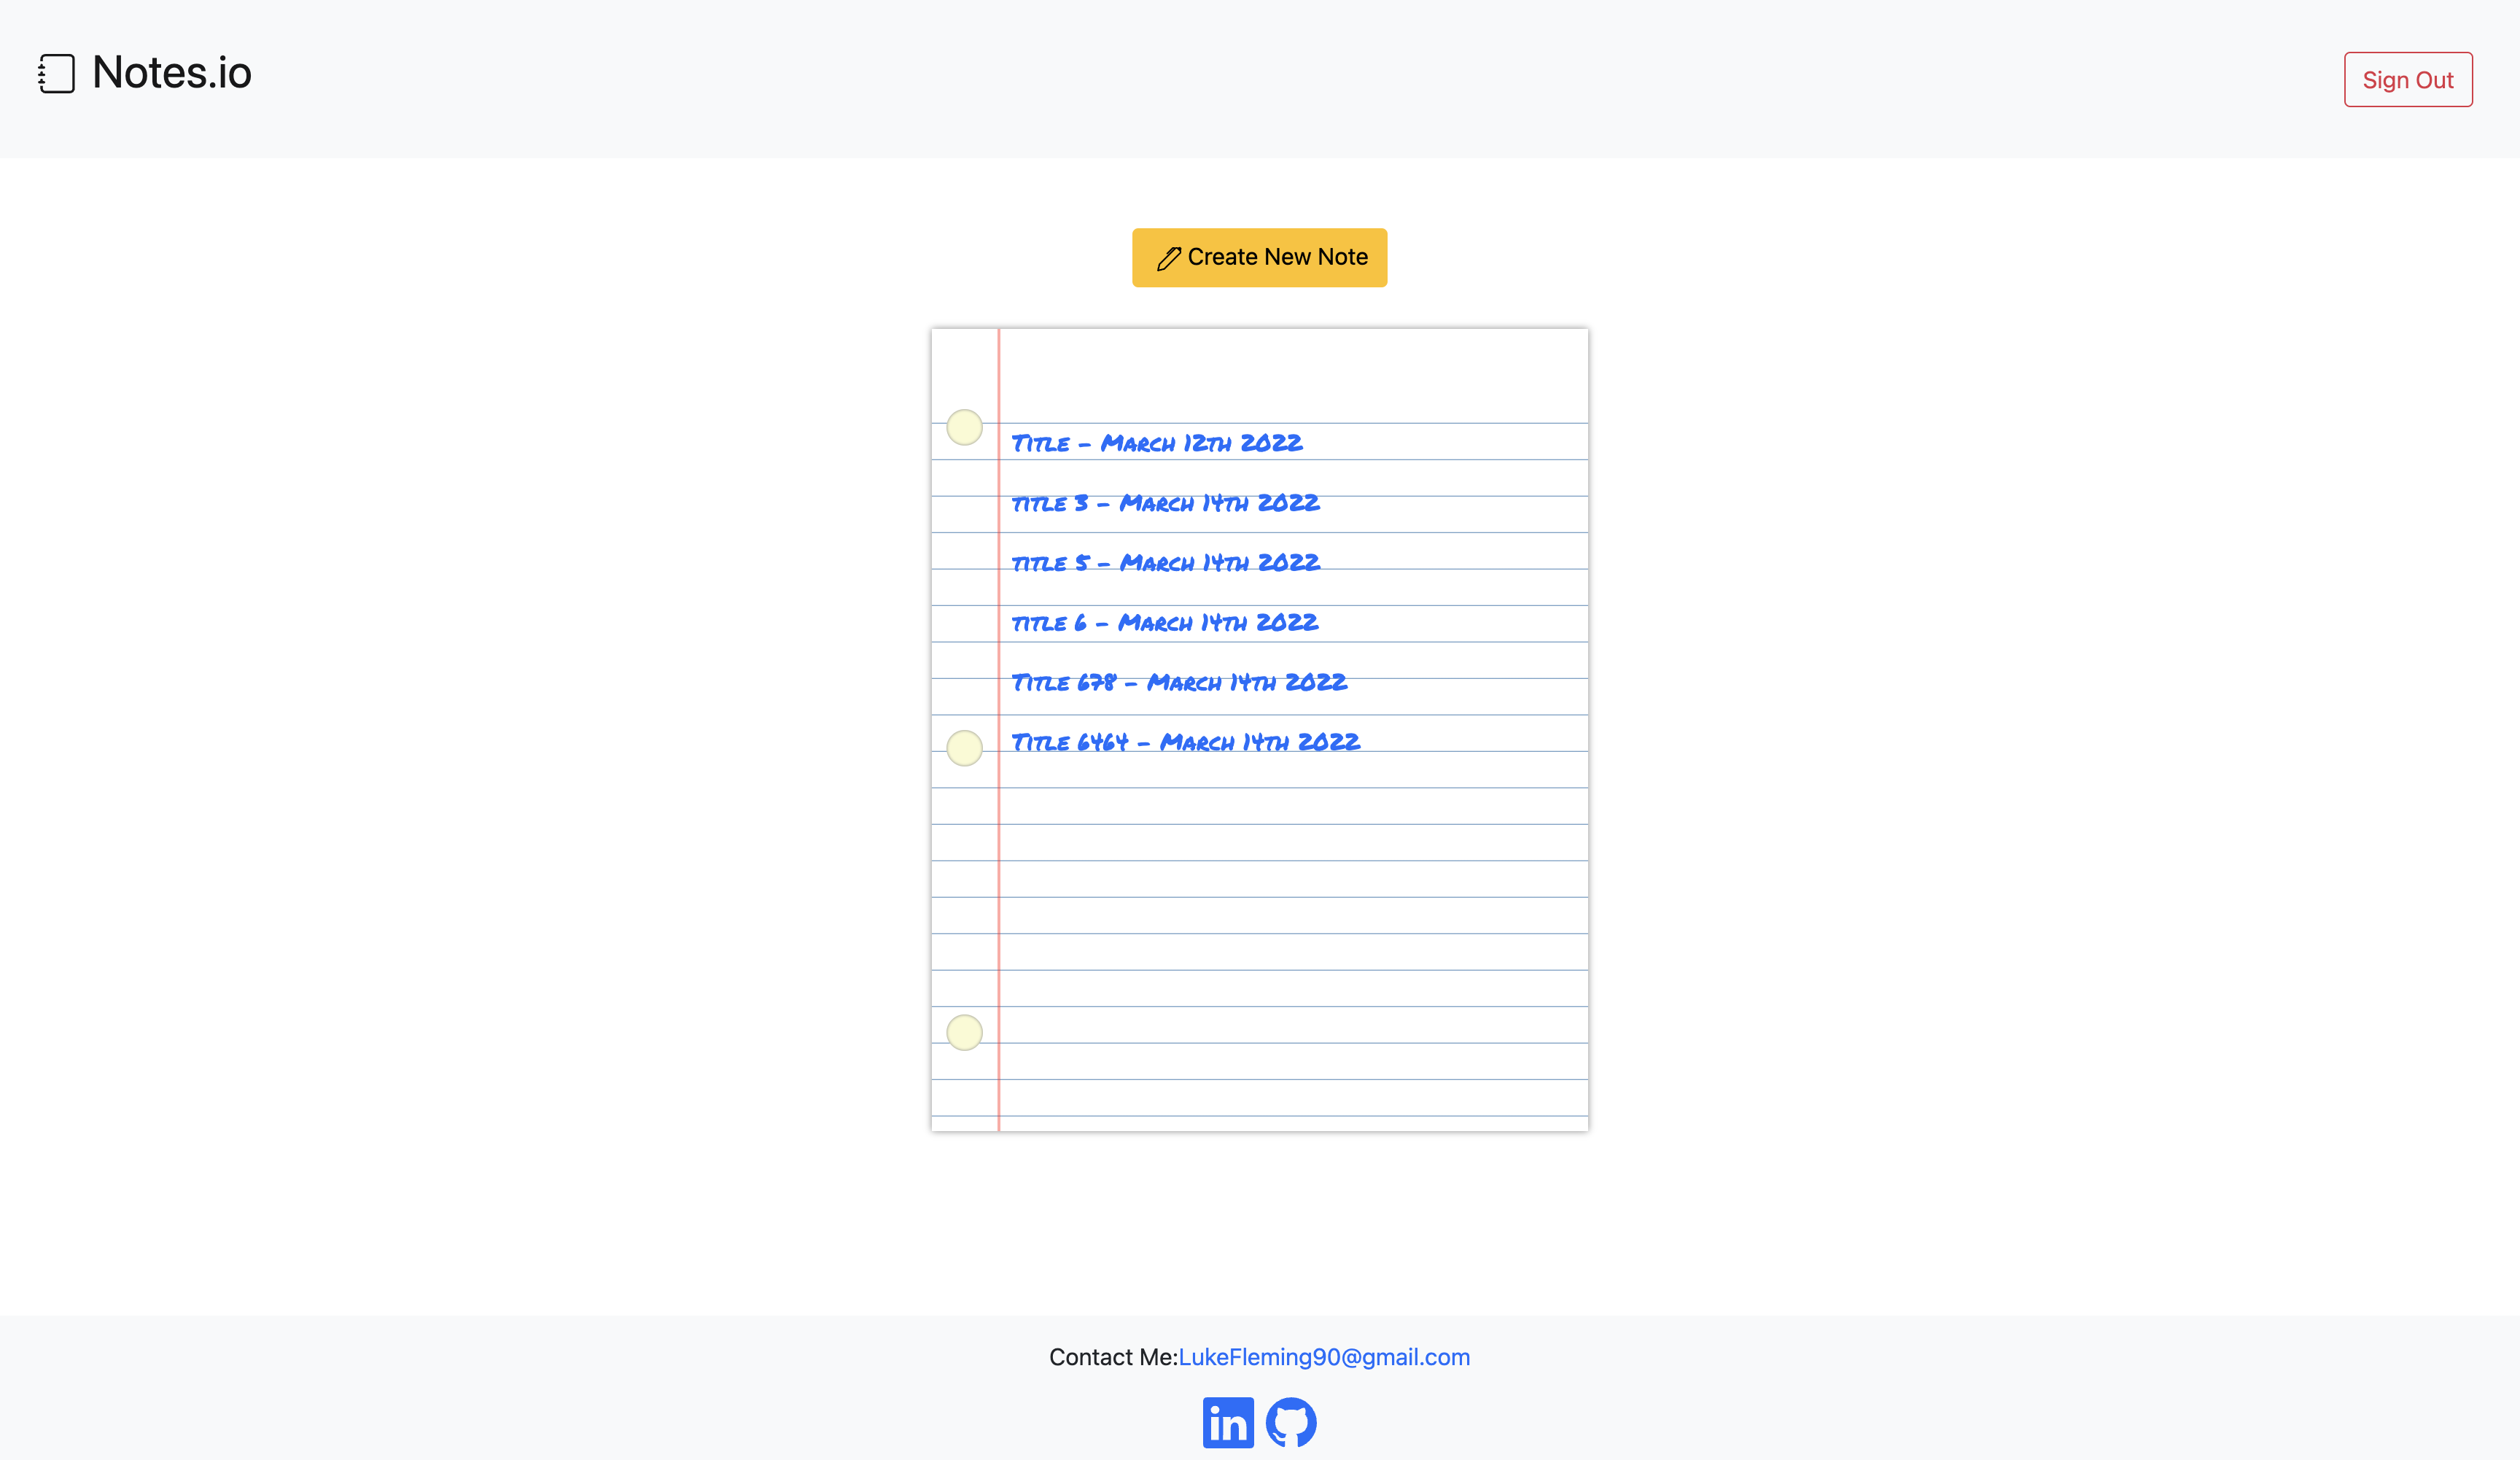 Notes.io
Sign Out
Create New Note
Title - March 12th 2022
title 3 - March 14th 2022
title 5 - March 14th 2022
title 6 - March 14th 2022
Title 678 - March 14th 2022
Title 6464 - March 14th 2022
Contact Me:LukeFleming90@gmail.com
in